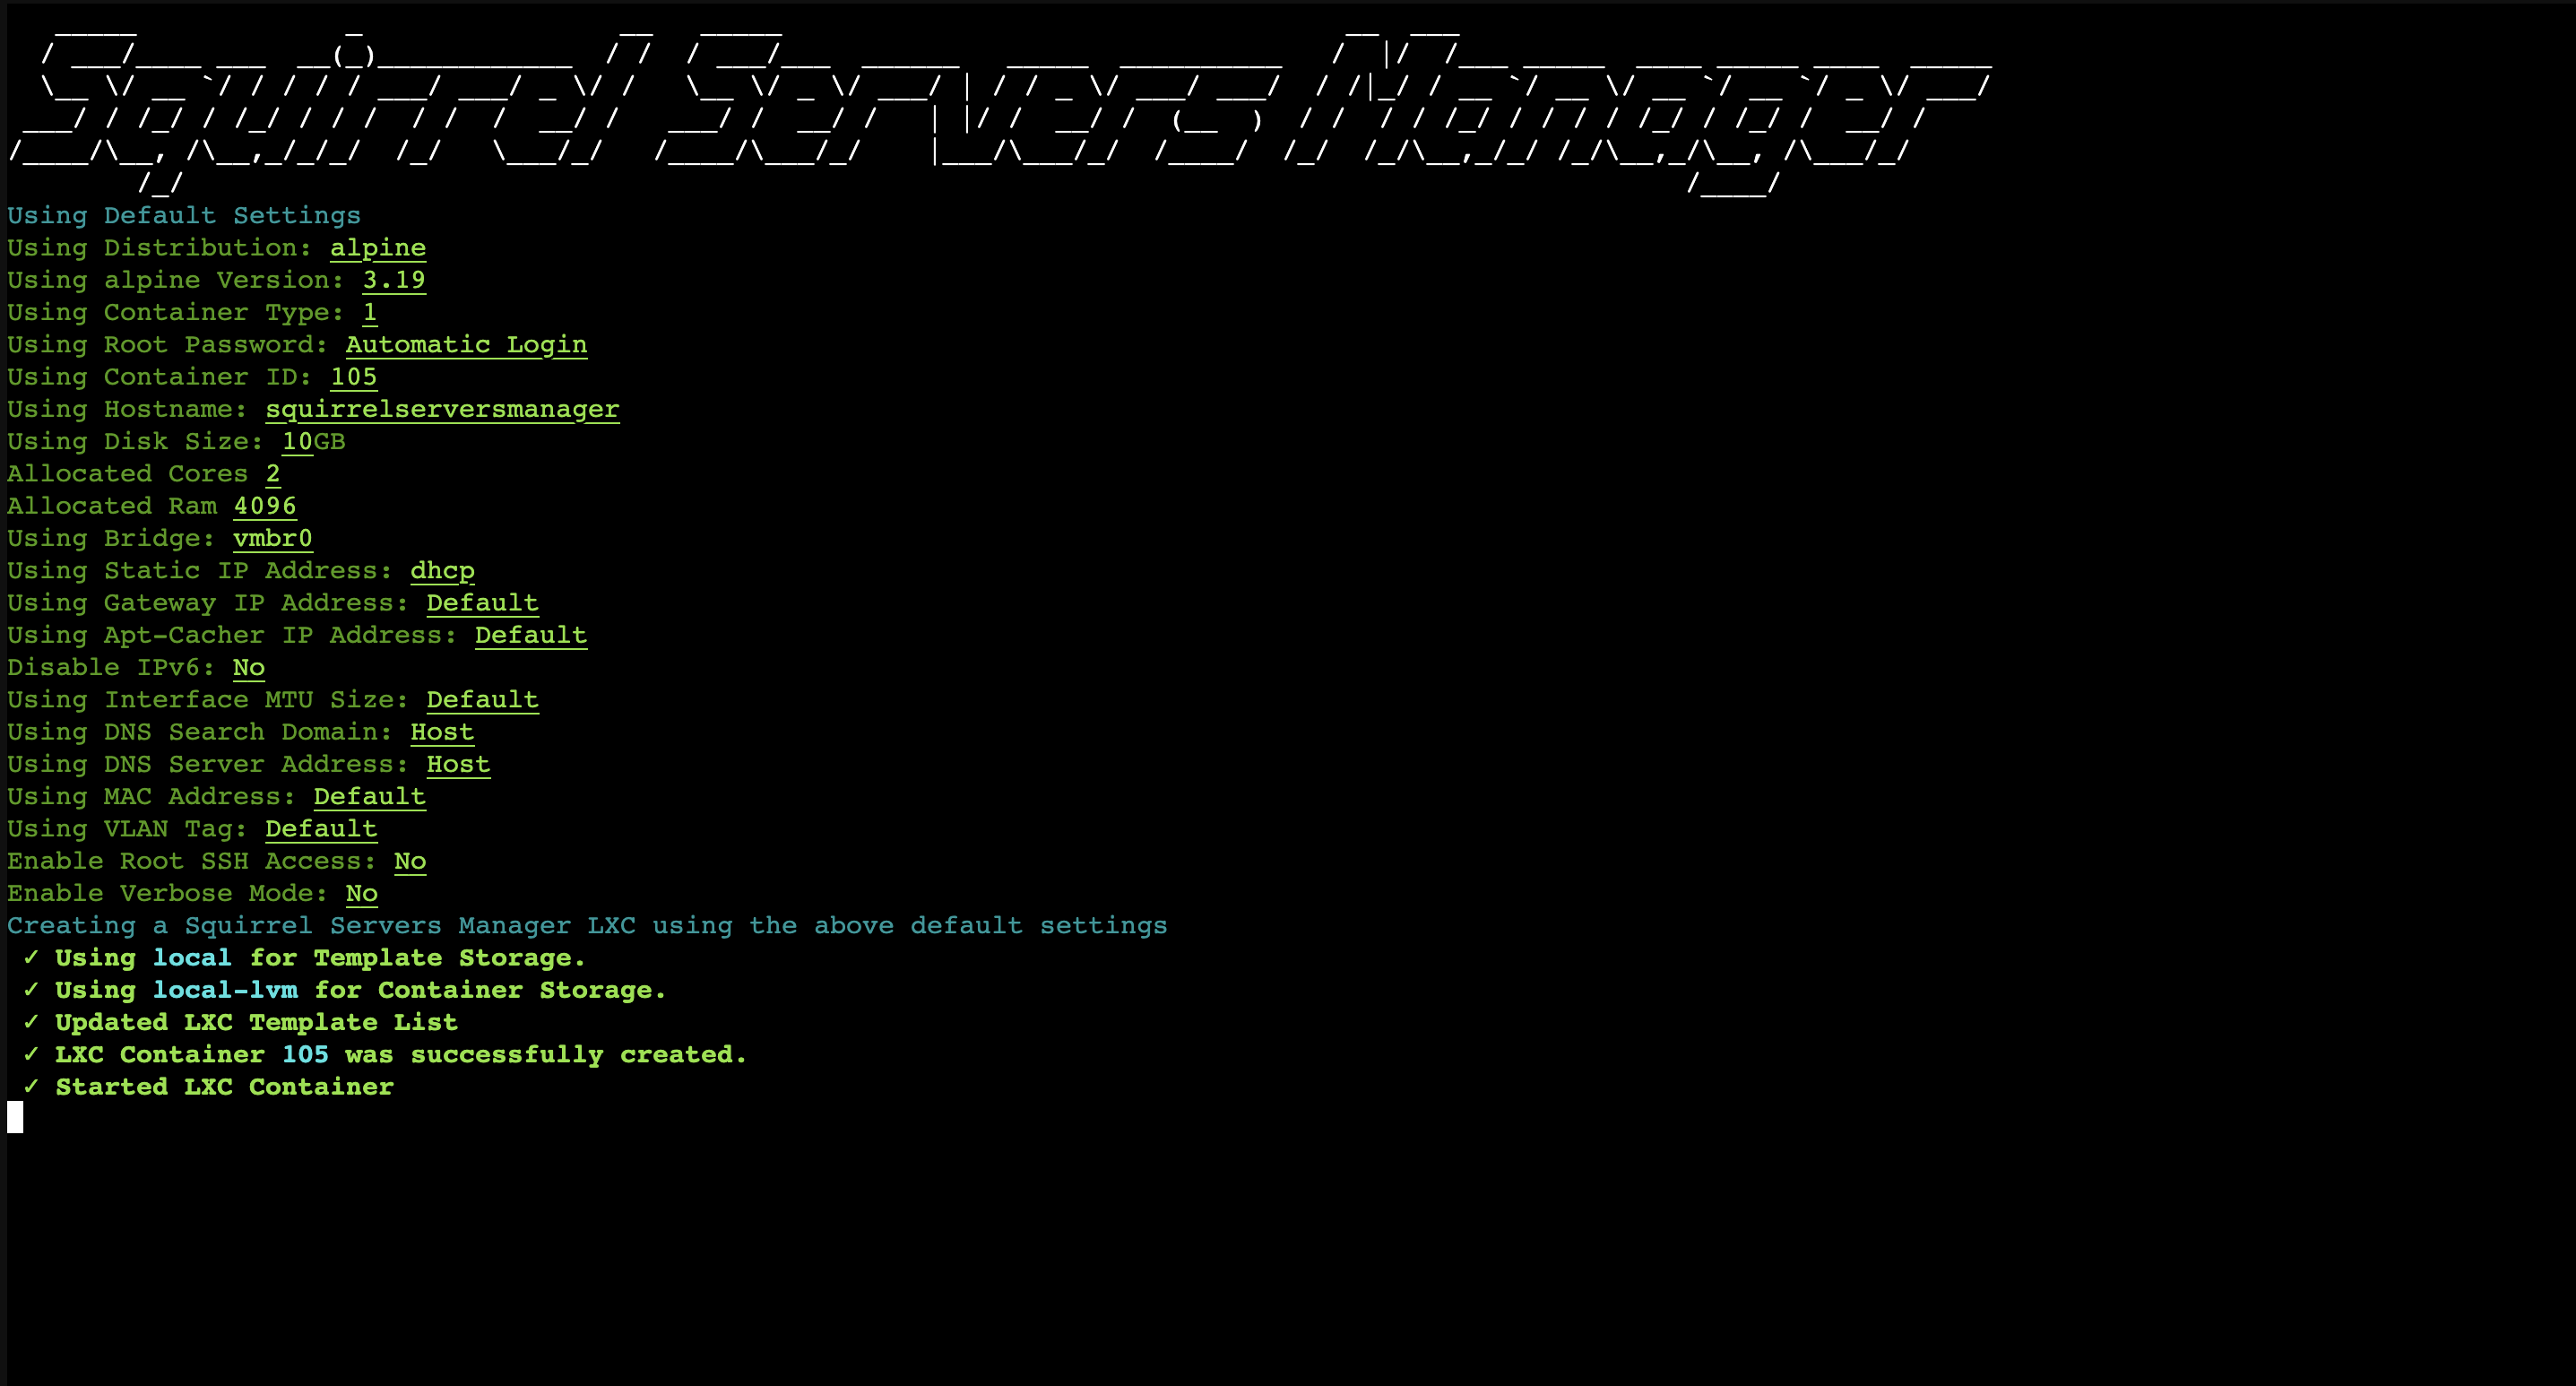 Squirrel Servers Manager
Using Default Settings
Using Distribution: alpine
Using alpine Version: 3.19
Using Container Type: 1
Using Root Password: Automatic Login
Using Container ID: 105
Using Hostname: squirrelserversmanager
Using Disk Size: 10GB
Allocated Cores 2
Allocated Ram 4096
Using Bridge: vmbr0
Using Static IP Address: dhcp
Using Gateway IP Address: Default
Using Apt-Cacher IP Address: Default
Disable IPv6: No
Using Interface MTU Size: Default
Using DNS Search Domain: Host
Using DNS Server Address: Host
Using MAC Address: Default
Using VLAN Tag: Default
Enable Root SSH Access: No
Enable Verbose Mode: No
Creating a Squirrel Servers Manager LXC using the above default settings
✓ Using local for Template Storage.
✓ Using local-lvm for Container Storage.
✓ Updated LXC Template List
✓ LXC Container 105 was successfully created.
✓ Started LXC Container